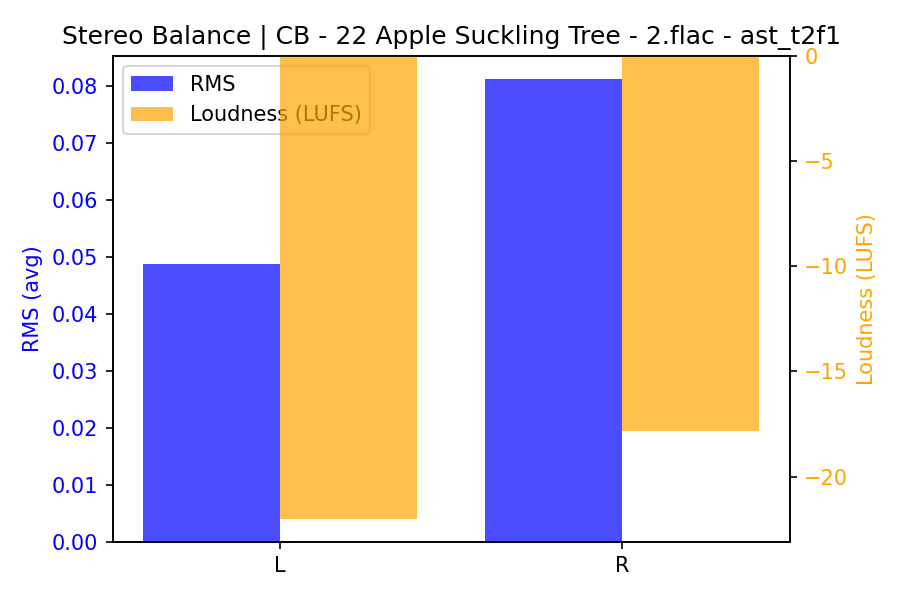 Stereo Balance | CB - 22 Apple Suckling Tree - 2.flac - ast_t2f1
RMS
Loudness (LUFS)
RMS (avg)
0.08
0.07
0.06
0.05
0.04
0.03
0.02
0.01
0.00
L
R
0
−5
−10
−15
−20
Loudness (LUFS)